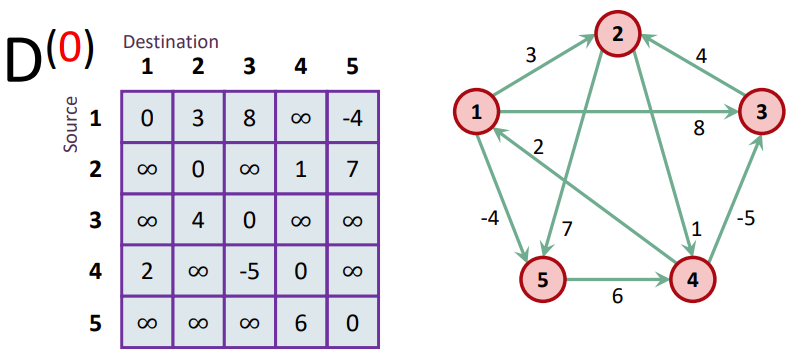 D(0)
Destination
1 2 3 4 5
Source
1 0 3 8 ∞ -4
2 ∞ 0 ∞ 1 7
3 ∞ 4 0 ∞ ∞
4 2 ∞ -5 0 ∞
5 ∞ ∞ ∞ 6 0
2
3 4
1 3
8
2
-4 7 1 -5
5 4
6